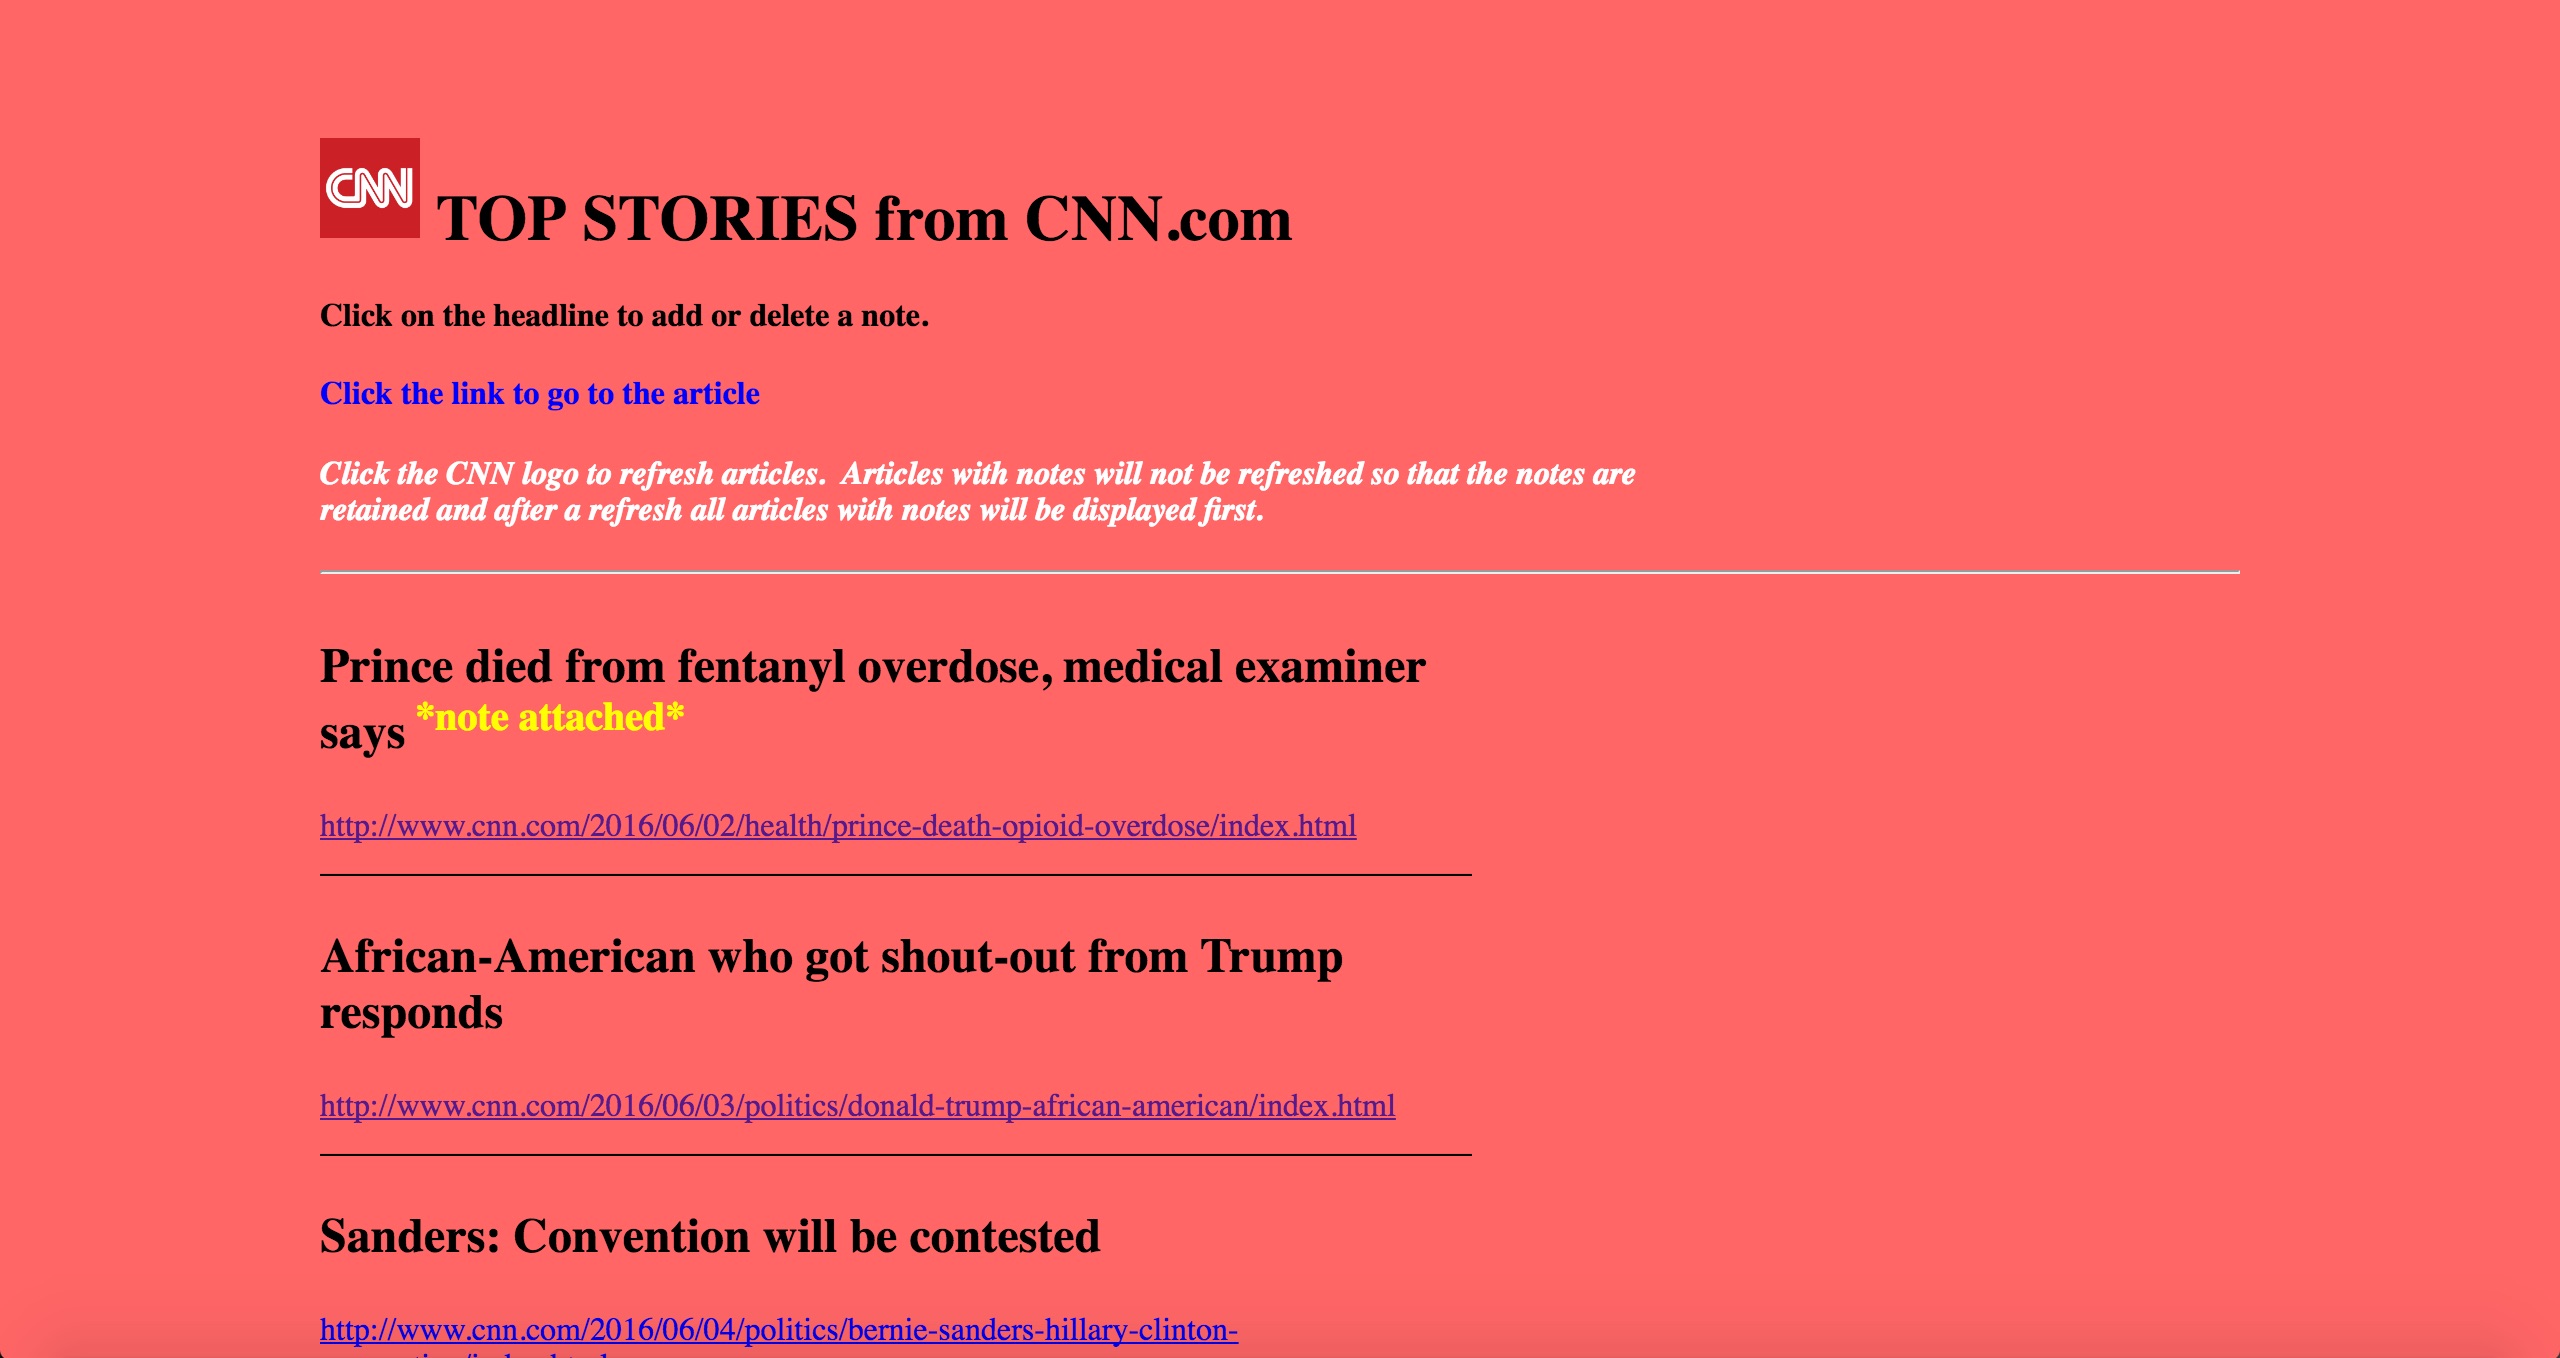 CNN TOP STORIES from CNN.com
Click on the headline to add or delete a note.
Click the link to go to the article
Click the CNN logo to refresh articles.  Articles with notes will not be refreshed so that the notes are
retained and after a refresh all articles with notes will be displayed first.
Prince died from fentanyl overdose, medical examiner
says *note attached*
http://www.cnn.com/2016/06/02/health/prince-death-opioid-overdose/index.html
African-American who got shout-out from Trump
responds
http://www.cnn.com/2016/06/03/politics/donald-trump-african-american/index.html
Sanders: Convention will be contested
http://www.cnn.com/2016/06/04/politics/bernie-sanders-hillary-clinton-